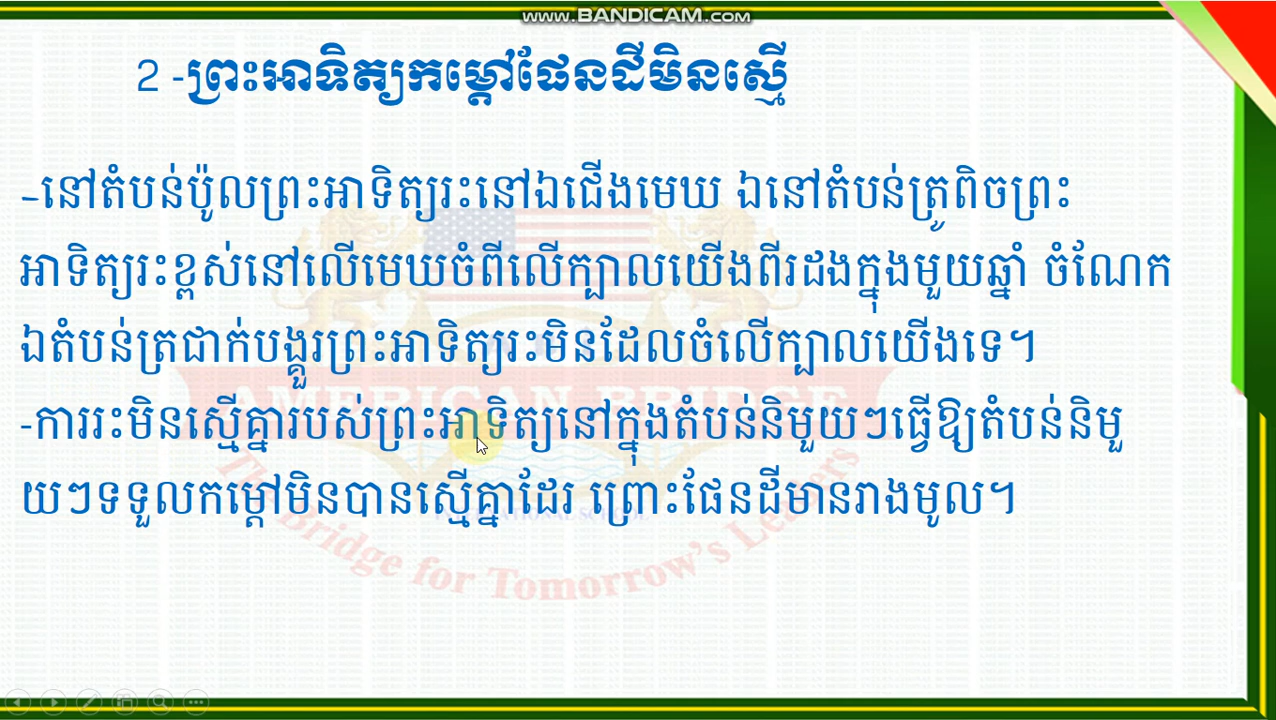 WWW.BANDICAM.COM
2 -ព្រះអាទិត្យកម្ដៅផែនដីមិនស្មើ
-នៅតំបន់ប៉ូលព្រះអាទិត្យរះនៅឯជើងមេឃ ឯនៅតំបន់ត្រូពិចព្រះ
អាទិត្យរះខ្ពស់នៅលើមេឃចំពីលើក្បាលយើងពីរដងក្នុងមួយឆ្នាំ ចំណែក
ឯតំបន់ត្រជាក់បង្គួរព្រះអាទិត្យរះមិនដែលចំលើក្បាលយើងទេ។
-ការរះមិនស្មើគ្នារបស់ព្រះអាទិត្យនៅក្នុងតំបន់និមួយៗធ្វើឱ្យតំបន់និមួ
យៗទទួលកម្ដៅមិនបានស្មើគ្នាដែរ ព្រោះផែនដីមានរាងមូល។
AMERICAN BRIDGE
INTERNATIONAL SCHOOL
The Bridge for Tomorrow's Leaders